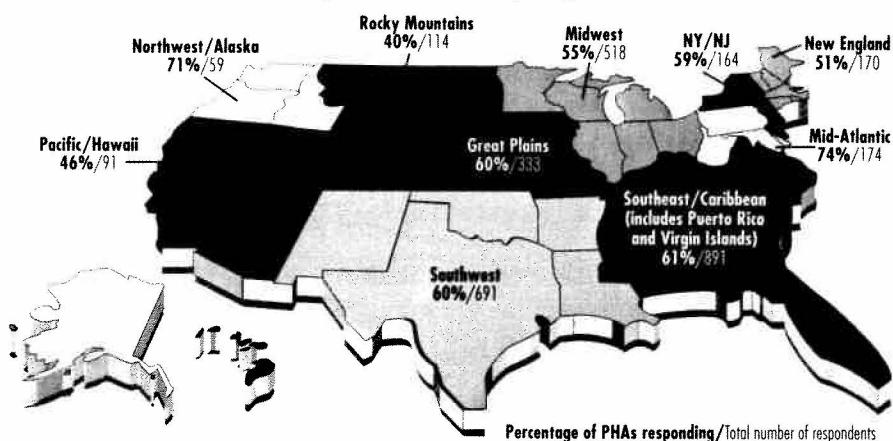 Rocky Mountains
40%/114
Northwest/Alaska
71%/59
Midwest
55%/518
NY/NJ
59%/164
New England
51%/170
Pacific/Hawaii
46%/91
Great Plains
60%/333
Mid-Atlantic
74%/174
Southeast/Caribbean
(includes Puerto Rico
and Virgin Islands)
61%/891
Southwest
60%/691
Percentage of PHAs responding/Total number of respondents